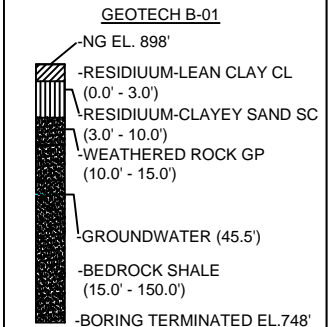 GEOTECH B-01
-NG EL. 898'
-RESIDIUUM-LEAN CLAY CL
(0.0' - 3.0')
-RESIDIUUM-CLAYEY SAND SC
(3.0' - 10.0')
-WEATHERED ROCK GP
(10.0' - 15.0')
-GROUNDWATER (45.5')
-BEDROCK SHALE
(15.0' - 150.0')
-BORING TERMINATED EL.748'